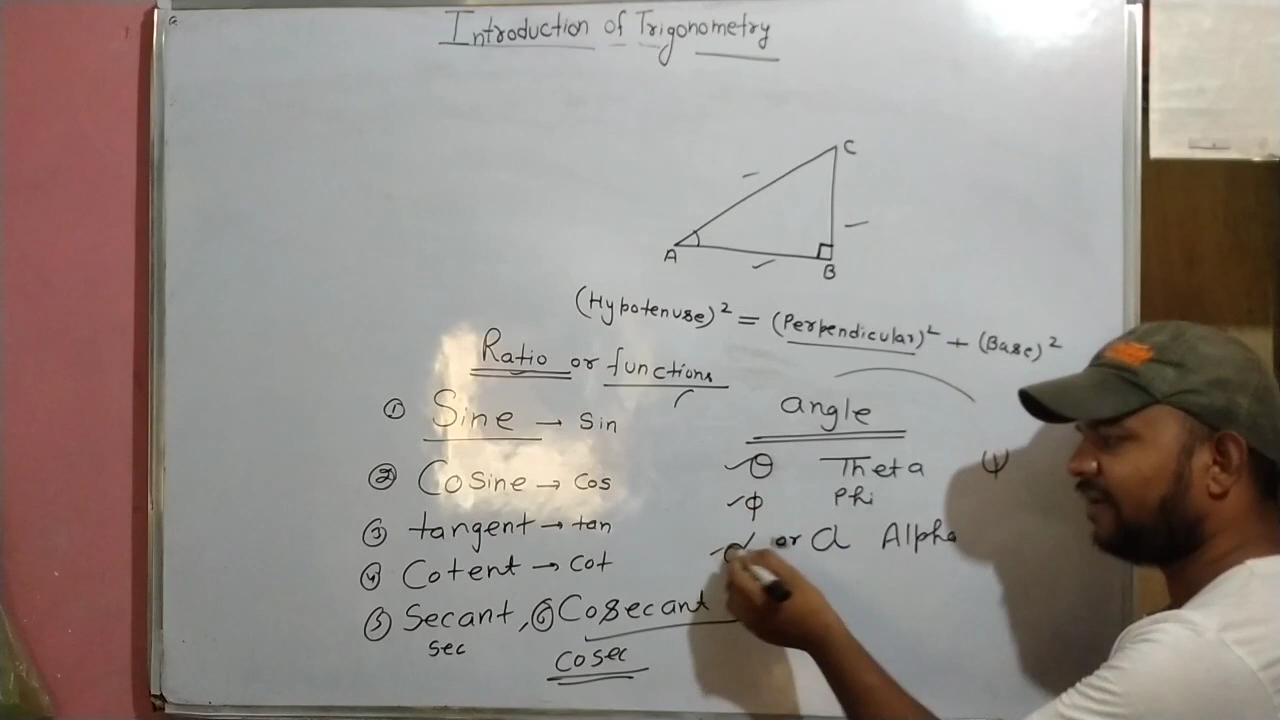 Introduction of Trigonometry
C
A
B
(Hypotenuse)² = (Perpendicular)² + (Base)²
Ratio or functions
angle
① Sine → Sin
② Cosine → Cos
③ tangent → tan
④ Cotent → Cot
⑤ Secant, ⑥ Cosecant
Sec
Cosec
θ Theta ψ
ϕ Phi
α or a Alpha